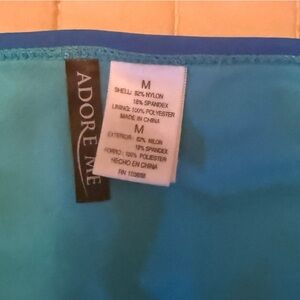 ADORE ME
M
SHELL: 82% NYLON
18% SPANDEX
LINING: 100% POLYESTER
MADE IN CHINA
M
EXTERIOR: 82% NILON
18% SPANDEX
FORRO: 100% POLIESTER
HECHO EN CHINA